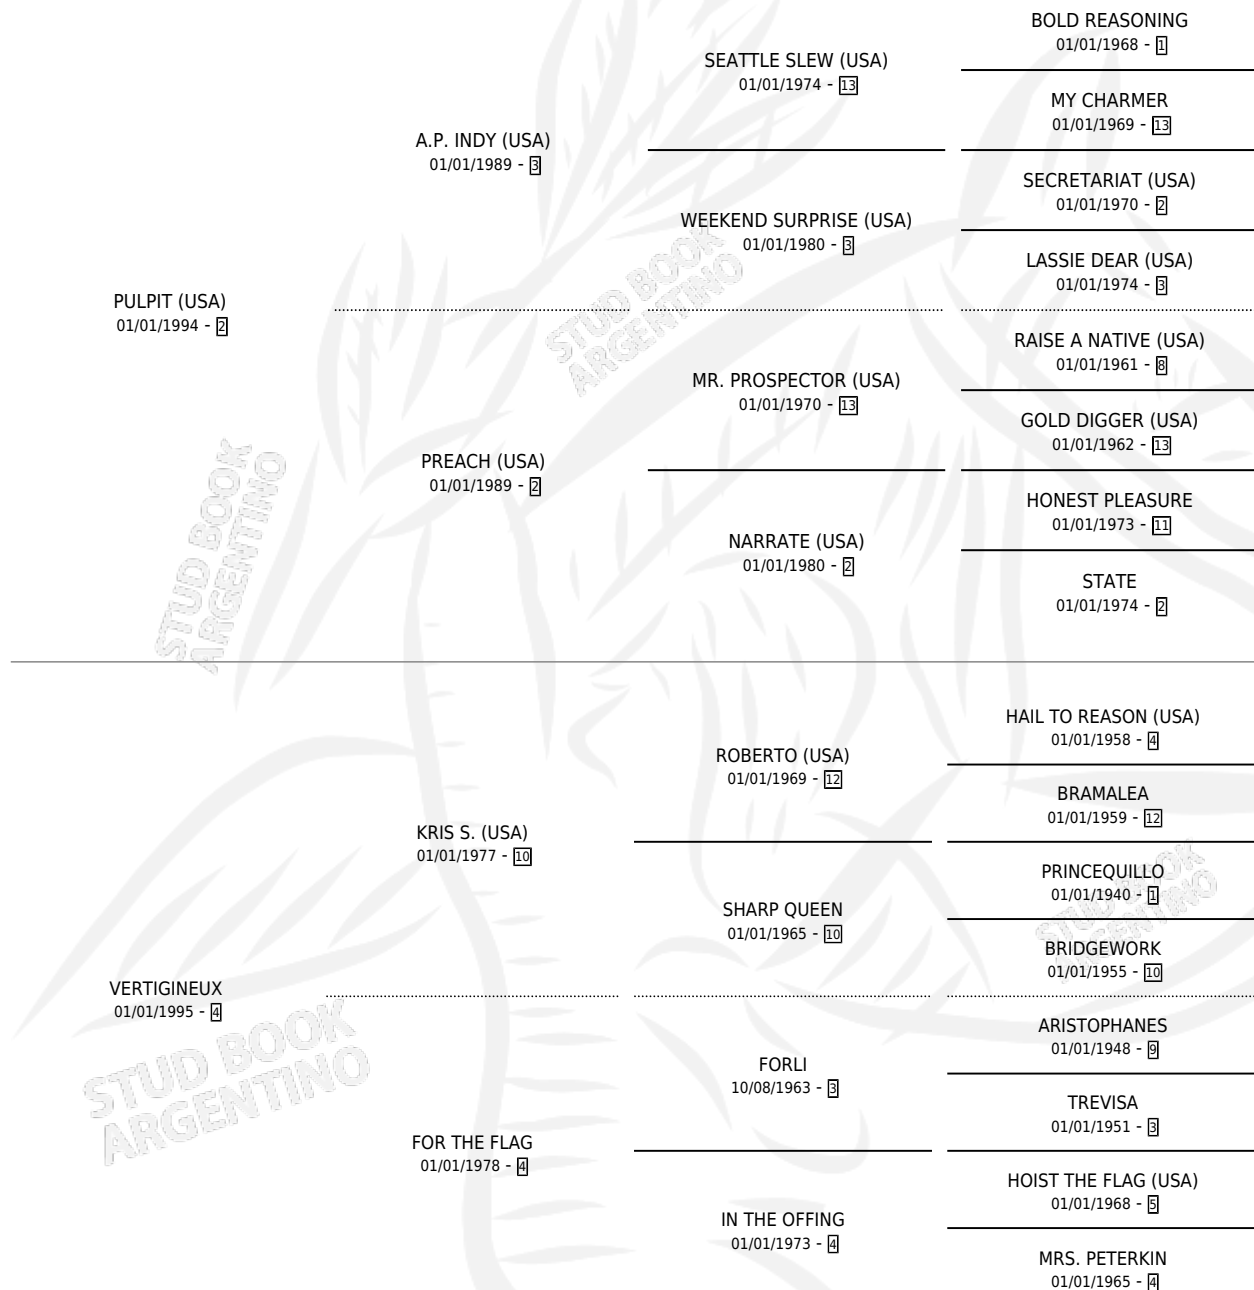 BOLD REASONING
01/01/1968 - 1
SEATTLE SLEW (USA)
01/01/1974 - 13
MY CHARMER
01/01/1969 - 13
A.P. INDY (USA)
01/01/1989 - 3
SECRETARIAT (USA)
01/01/1970 - 2
WEEKEND SURPRISE (USA)
01/01/1980 - 3
LASSIE DEAR (USA)
01/01/1974 - 3
PULPIT (USA)
01/01/1994 - 2
RAISE A NATIVE (USA)
01/01/1961 - 8
MR. PROSPECTOR (USA)
01/01/1970 - 13
GOLD DIGGER (USA)
01/01/1962 - 13
PREACH (USA)
01/01/1989 - 2
HONEST PLEASURE
01/01/1973 - 11
NARRATE (USA)
01/01/1980 - 2
STATE
01/01/1974 - 2
HAIL TO REASON (USA)
01/01/1958 - 4
ROBERTO (USA)
01/01/1969 - 12
BRAMALEA
01/01/1959 - 12
KRIS S. (USA)
01/01/1977 - 10
PRINCEQUILLO
01/01/1940 - 1
SHARP QUEEN
01/01/1965 - 10
BRIDGEWORK
01/01/1955 - 10
VERTIGINEUX
01/01/1995 - 4
ARISTOPHANES
01/01/1948 - 9
FORLI
10/08/1963 - 3
TREVISA
01/01/1951 - 3
FOR THE FLAG
01/01/1978 - 4
HOIST THE FLAG (USA)
01/01/1968 - 5
IN THE OFFING
01/01/1973 - 4
MRS. PETERKIN
01/01/1965 - 4
STUD BOOK
ARGENTINO
STUD BOOK
ARGENTINO
STUD BOOK
ARGENTINO
STUD BOOK
ARGENTINO